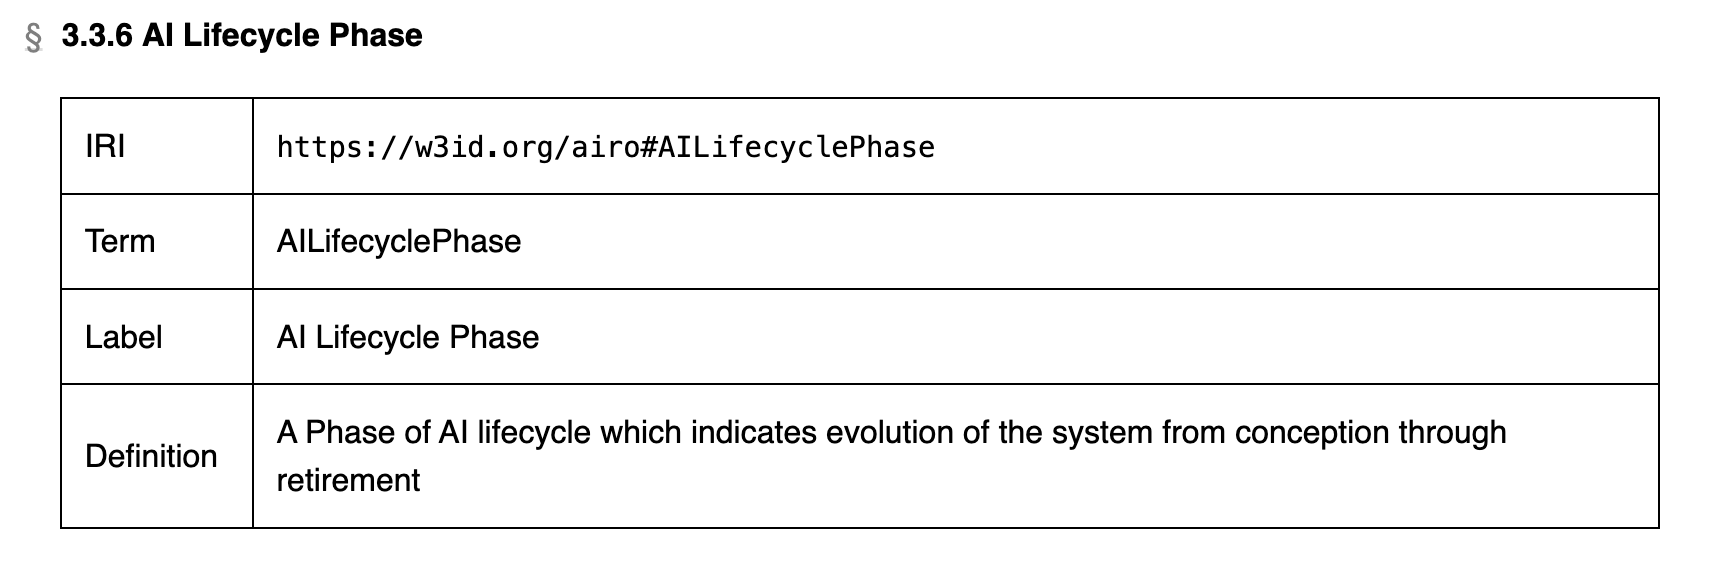 § 3.3.6 AI Lifecycle Phase
IRI https://w3id.org/airo#AILifecyclePhase
Term AILifecyclePhase
Label AI Lifecycle Phase
Definition A Phase of AI lifecycle which indicates evolution of the system from conception through
retirement